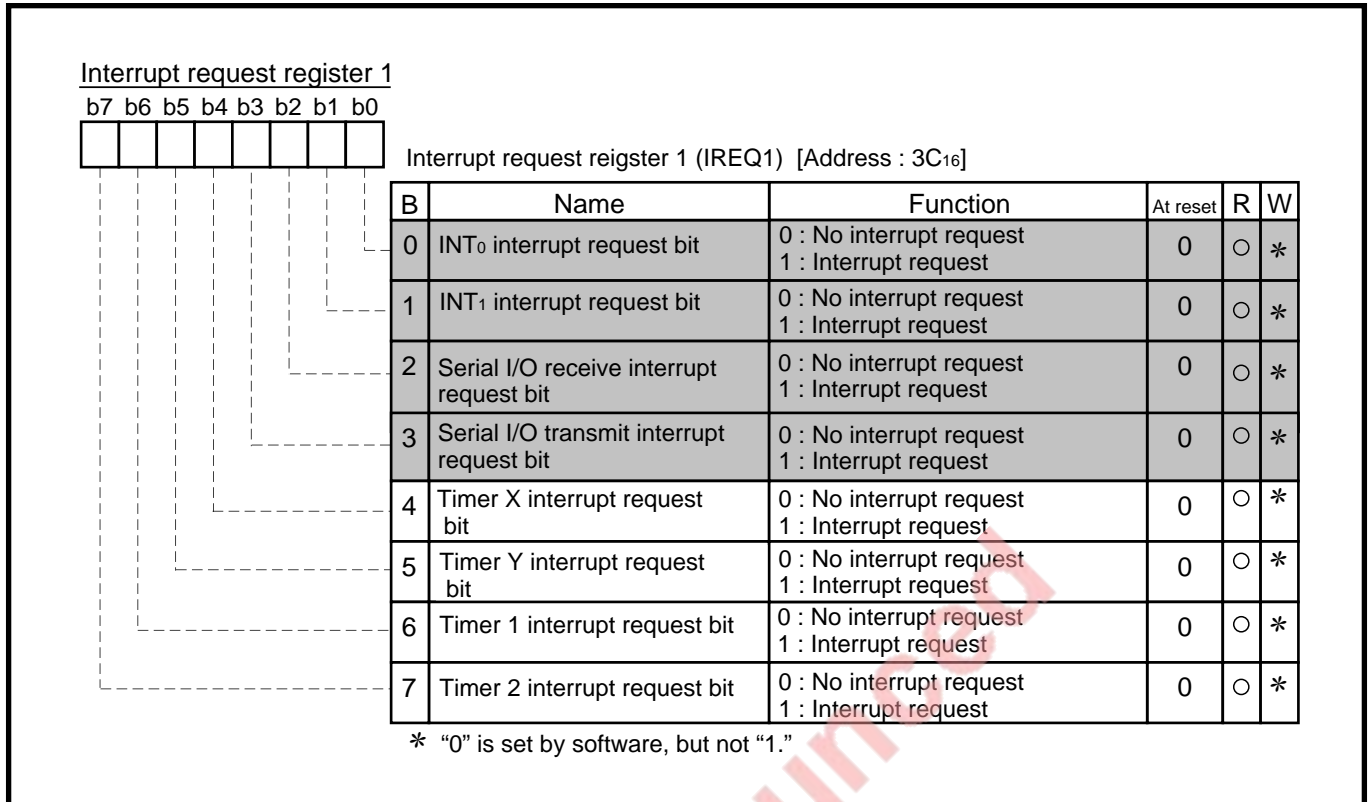 Interrupt request register 1
b7 b6 b5 b4 b3 b2 b1 b0
Interrupt request reigster 1 (IREQ1) [Address : 3C16]
B Name Function At reset R W
0 INT0 interrupt request bit 0 : No interrupt request 0 ○ *
1 : Interrupt request
1 INT1 interrupt request bit 0 : No interrupt request 0 ○ *
1 : Interrupt request
2 Serial I/O receive interrupt 0 : No interrupt request 0 ○ *
request bit 1 : Interrupt request
3 Serial I/O transmit interrupt 0 : No interrupt request 0 ○ *
request bit 1 : Interrupt request
4 Timer X interrupt request 0 : No interrupt request 0 ○ *
bit 1 : Interrupt request
5 Timer Y interrupt request 0 : No interrupt request 0 ○ *
bit 1 : Interrupt request
6 Timer 1 interrupt request bit 0 : No interrupt request 0 ○ *
1 : Interrupt request
7 Timer 2 interrupt request bit 0 : No interrupt request 0 ○ *
1 : Interrupt request
* “0” is set by software, but not “1.”